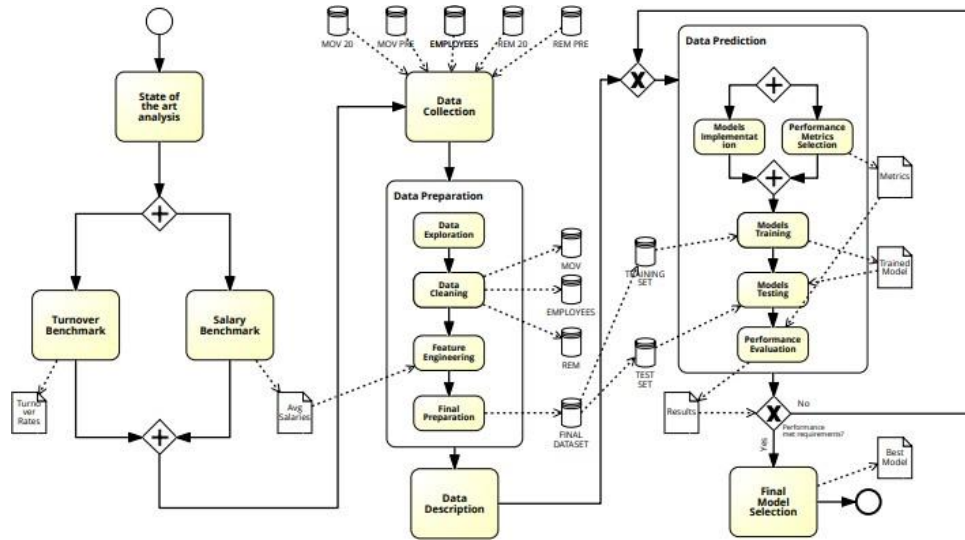 MOV 20
MOV PRE
EMPLOYEES
REM 20
REM PRE
State of
the art
analysis
Data
Collection
Data Prediction
Models
Implementat
ion
Performance
Metrics
Selection
Metrics
Data Preparation
Data
Exploration
MOV
Data
Cleaning
EMPLOYEES
REM
TRAINING
SET
Models
Training
Trained
Model
Models
Testing
Turnover
Benchmark
Salary
Benchmark
Feature
Engineering
TEST
SET
Performance
Evaluation
Turno
ver
Rates
Avg
Salaries
Final
Preparation
FINAL
DATASET
Results
No
Performance
met requirements?
Yes
Best
Model
Data
Description
Final
Model
Selection